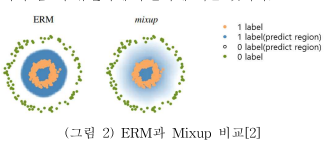 ERM
mixup
1 label
1 label(predict region)
0 label(predict region)
0 label
(그림 2) ERM과 Mixup 비교[2]